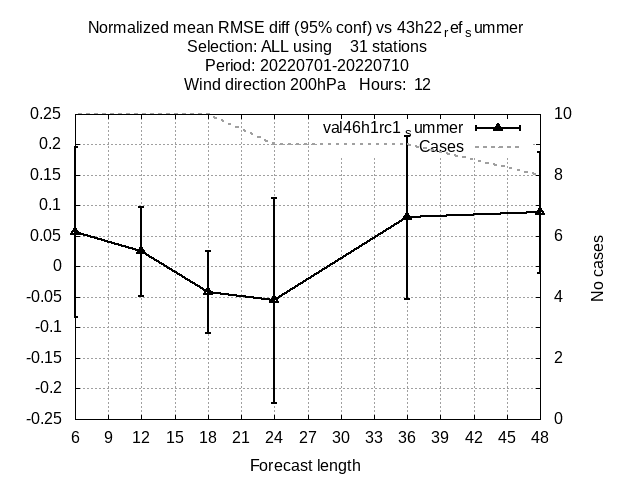 Normalized mean RMSE diff (95% conf) vs 43h22refsummer
Selection: ALL using 31 stations
Period: 20220701-20220710
Wind direction 200hPa Hours: 12
0.25
0.2
0.15
0.1
0.05
0
-0.05
-0.1
-0.15
-0.2
-0.25
val46h1rc1summer
Cases
10
8
6
4
2
0
No cases
6 9 12 15 18 21 24 27 30 33 36 39 42 45 48
Forecast length